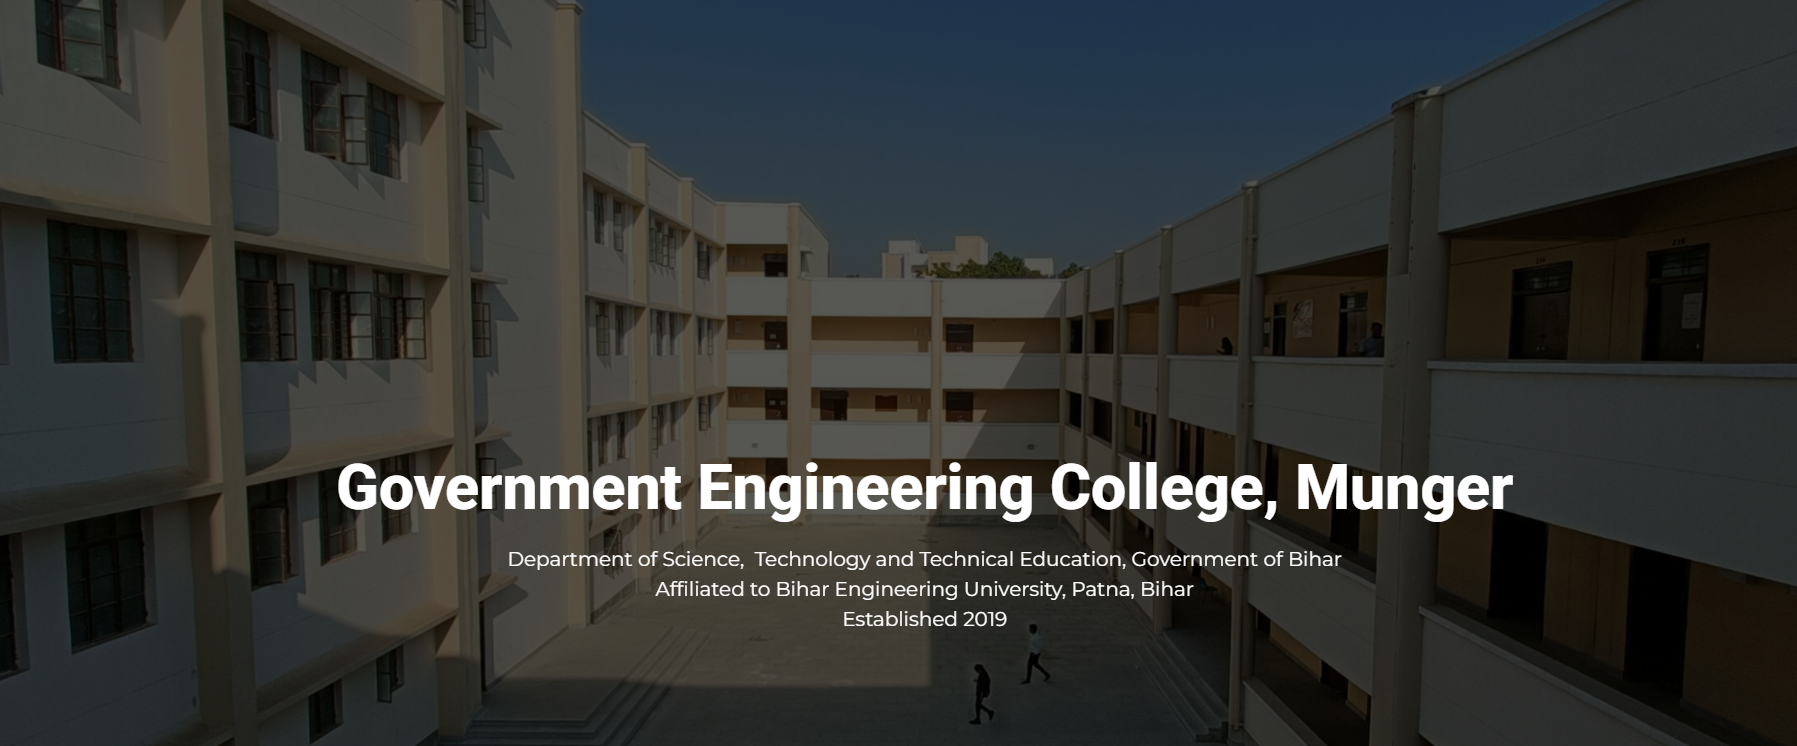 Government Engineering College, Munger
Department of Science,  Technology and Technical Education, Government of Bihar
Affiliated to Bihar Engineering University, Patna, Bihar
Established 2019